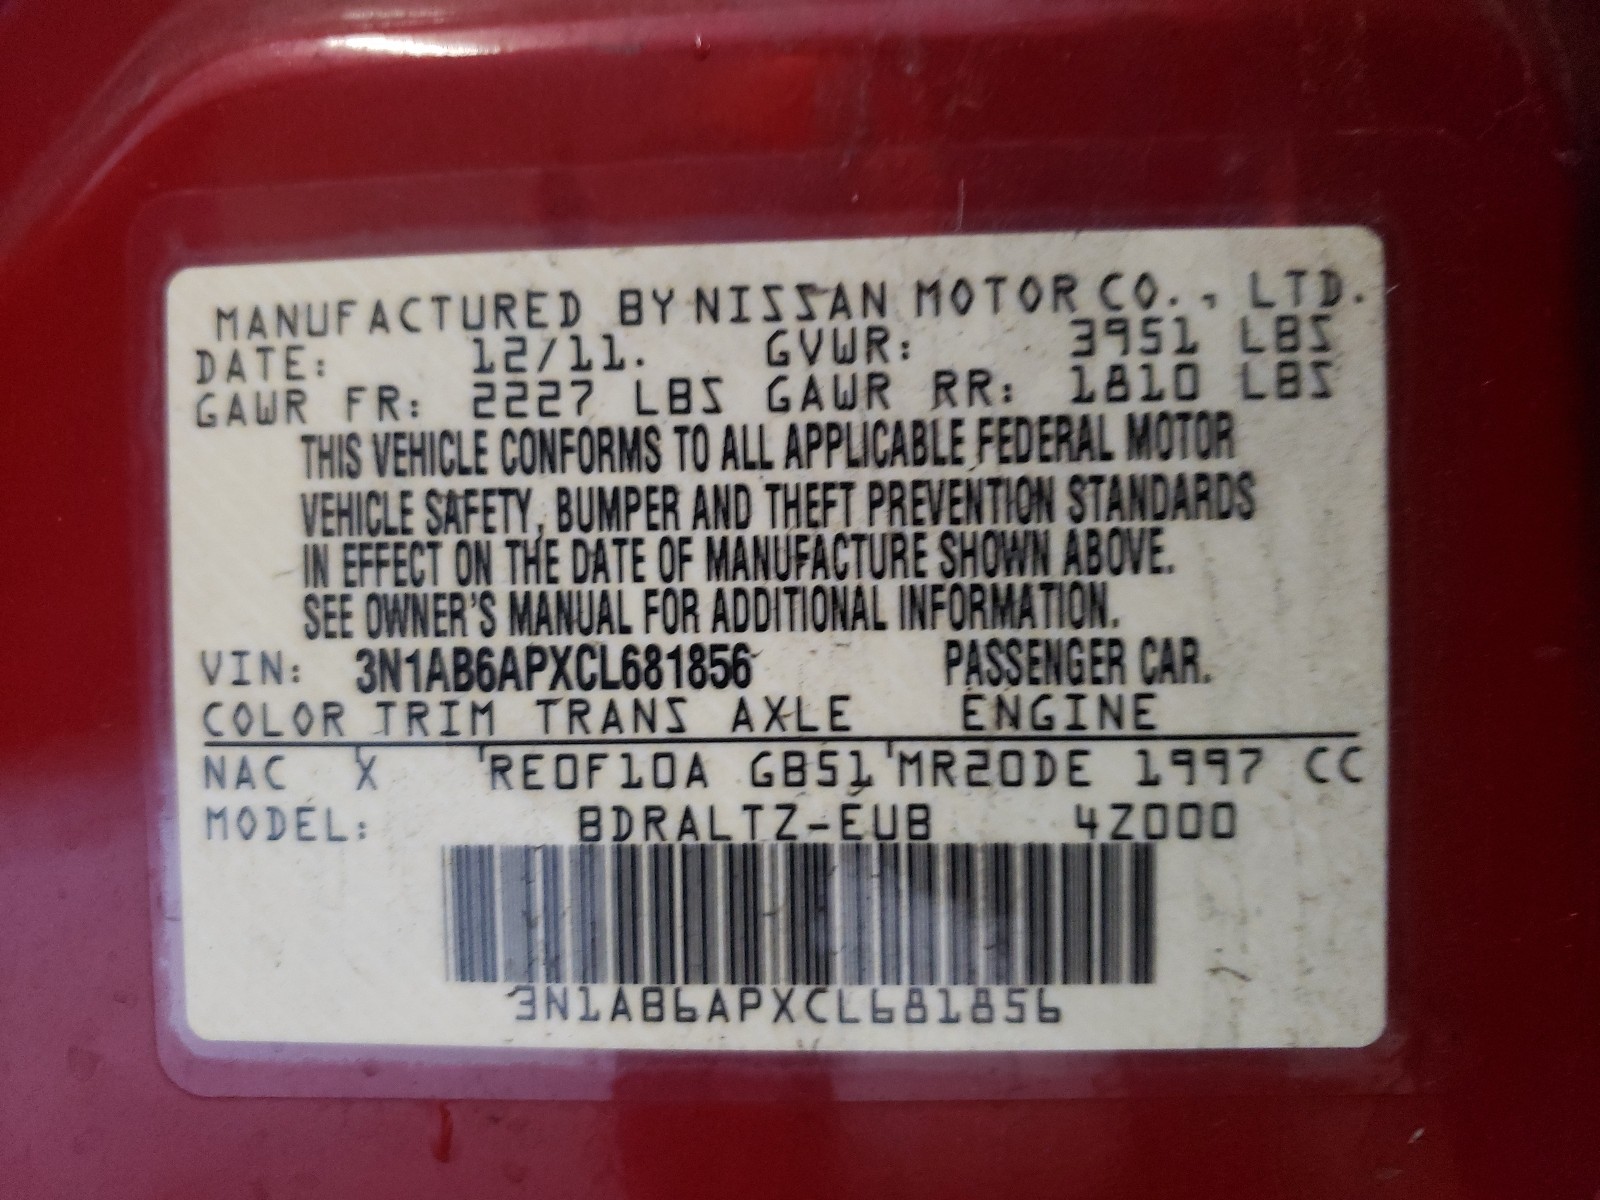 MANUFACTURED BY NISSAN MOTOR CO., LTD.
DATE: 12/11. GVWR: 3951 LBS
GAWR FR: 2227 LBS GAWR RR: 1810 LBS
THIS VEHICLE CONFORMS TO ALL APPLICABLE FEDERAL MOTOR
VEHICLE SAFETY, BUMPER AND THEFT PREVENTION STANDARDS
IN EFFECT ON THE DATE OF MANUFACTURE SHOWN ABOVE.
SEE OWNER'S MANUAL FOR ADDITIONAL INFORMATION.
VIN: 3N1AB6APXCL681856 PASSENGER CAR.
COLOR TRIM TRANS AXLE ENGINE
NAC X RE0F10A GB51 MR20DE 1997 CC
MODEL: BDRALTZ-EUB 4Z000
3N1AB6APXCL681856